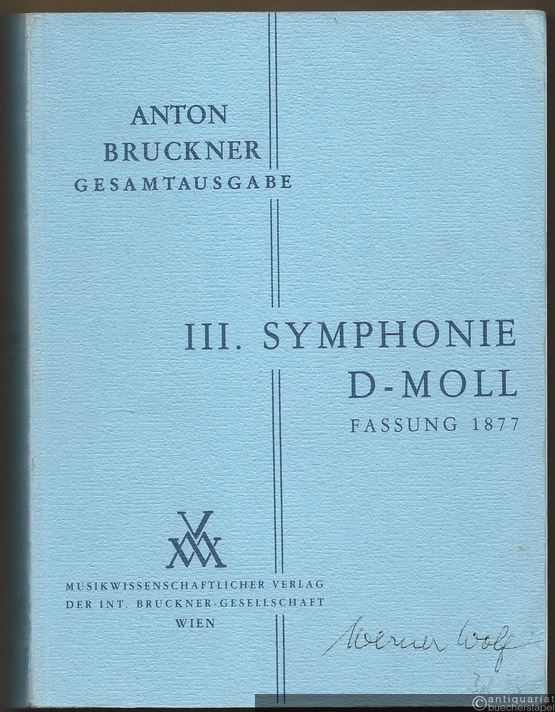 ANTON
BRUCKNER
GESAMTAUSGABE
III. SYMPHONIE
D-MOLL
FASSUNG 1877
MUSIKWISSENSCHAFTLICHER VERLAG
DER INT. BRUCKNER-GESELLSCHAFT
WIEN
Werner Wolf
©antiquariat
buecherstapel